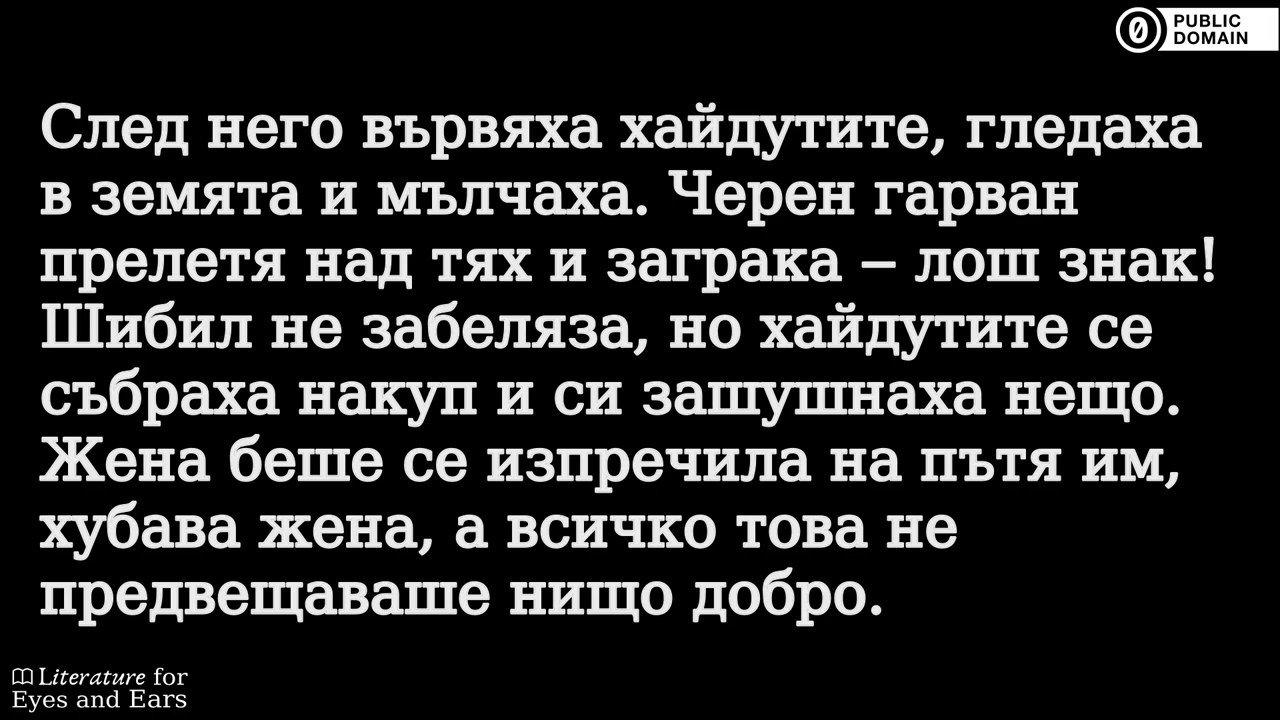 PUBLIC
DOMAIN
След него вървяха хайдутите, гледаха
в земята и мълчаха. Черен гарван
прелетя над тях и заграка – лош знак!
Шибил не забеляза, но хайдутите се
събраха накуп и си зашушнаха нещо.
Жена беше се изпречила на пътя им,
хубава жена, а всичко това не
предвещаваше нищо добро.
Literature for
Eyes and Ears